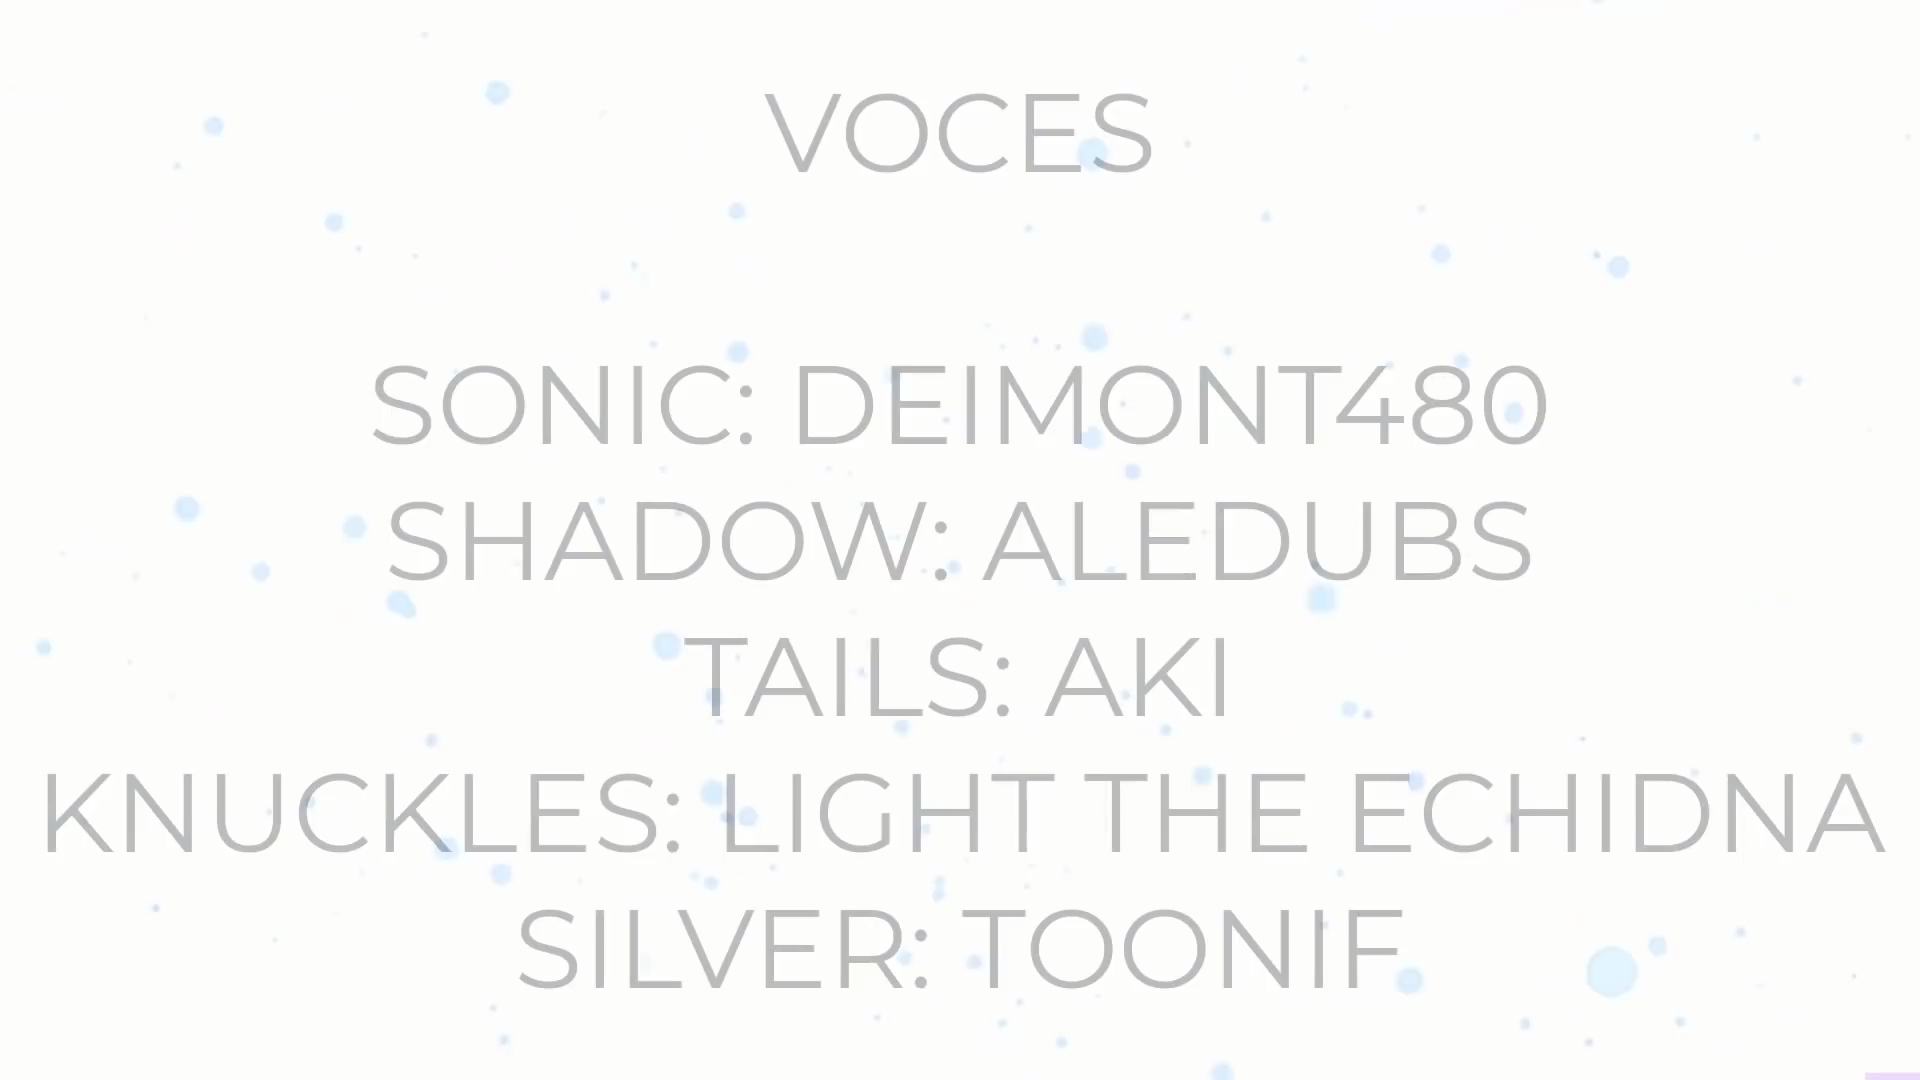 VOCES
SONIC: DEIMONT480
SHADOW: ALEDUBS
TAILS: AKI
KNUCKLES: LIGHT THE ECHIDNA
SILVER: TOONIF